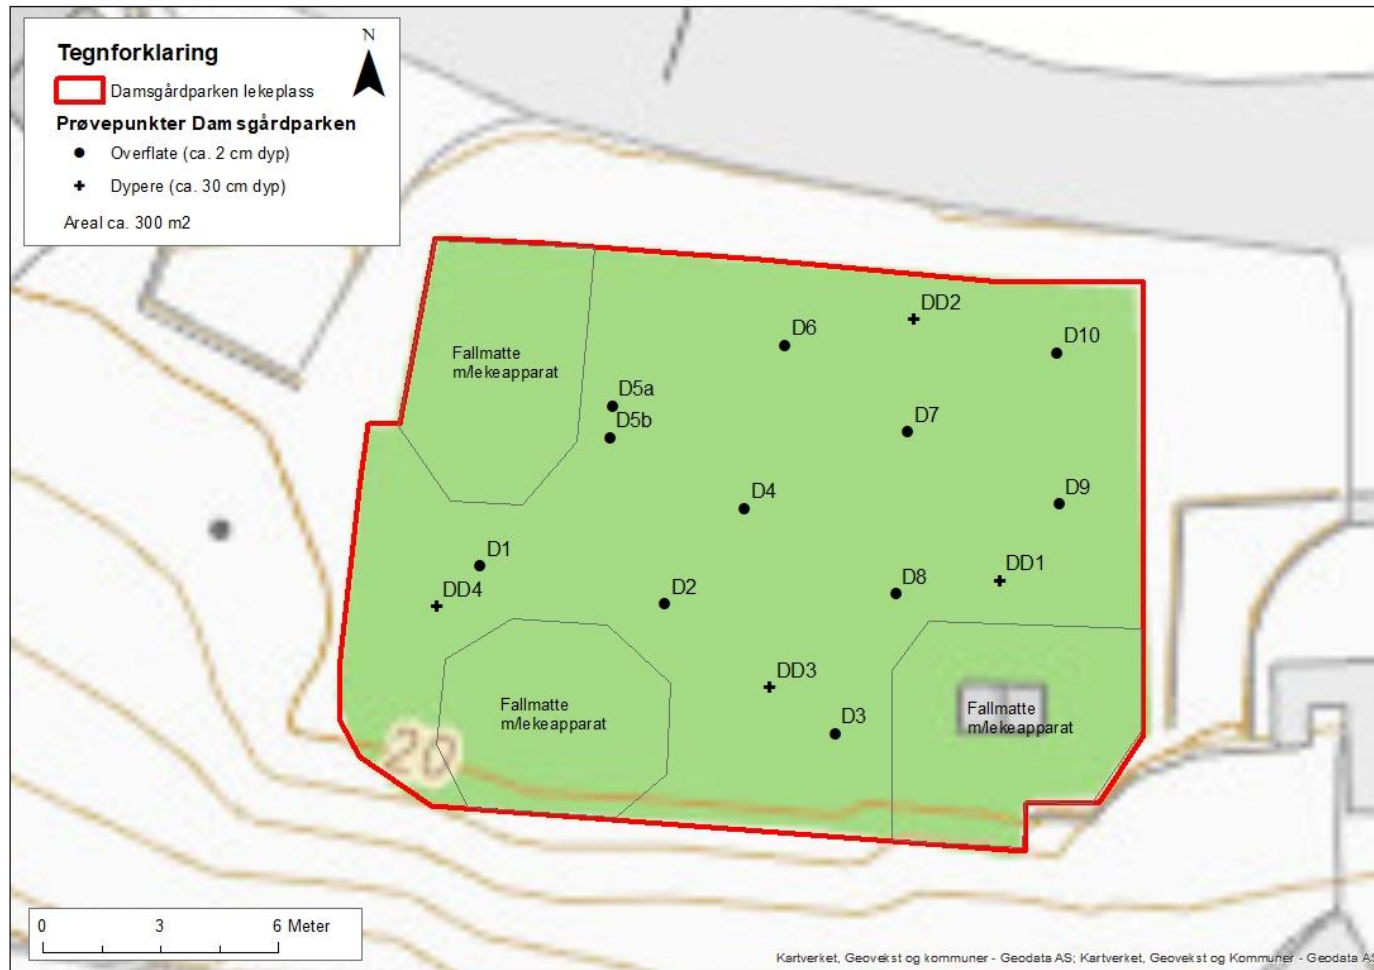 Tegnforklaring
N
Damsgårdparken lekeplass
Prøvepunkter Damsgårdparken
Overflate (ca. 2 cm dyp)
Dypere (ca. 30 cm dyp)
Areal ca. 300 m2
DD2
D6
D10
Fallmatte
m/lekeapparat
D5a
D5b
D7
D4
D9
D1
DD4
D2
D8
DD1
DD3
Fallmatte
m/lekeapparat
D3
Fallmatte
m/lekeapparat
20
0 3 6 Meter
Kartverket, Geovekst og kommuner - Geodata AS; Kartverket, Geovekst og Kommuner - Geodata AS